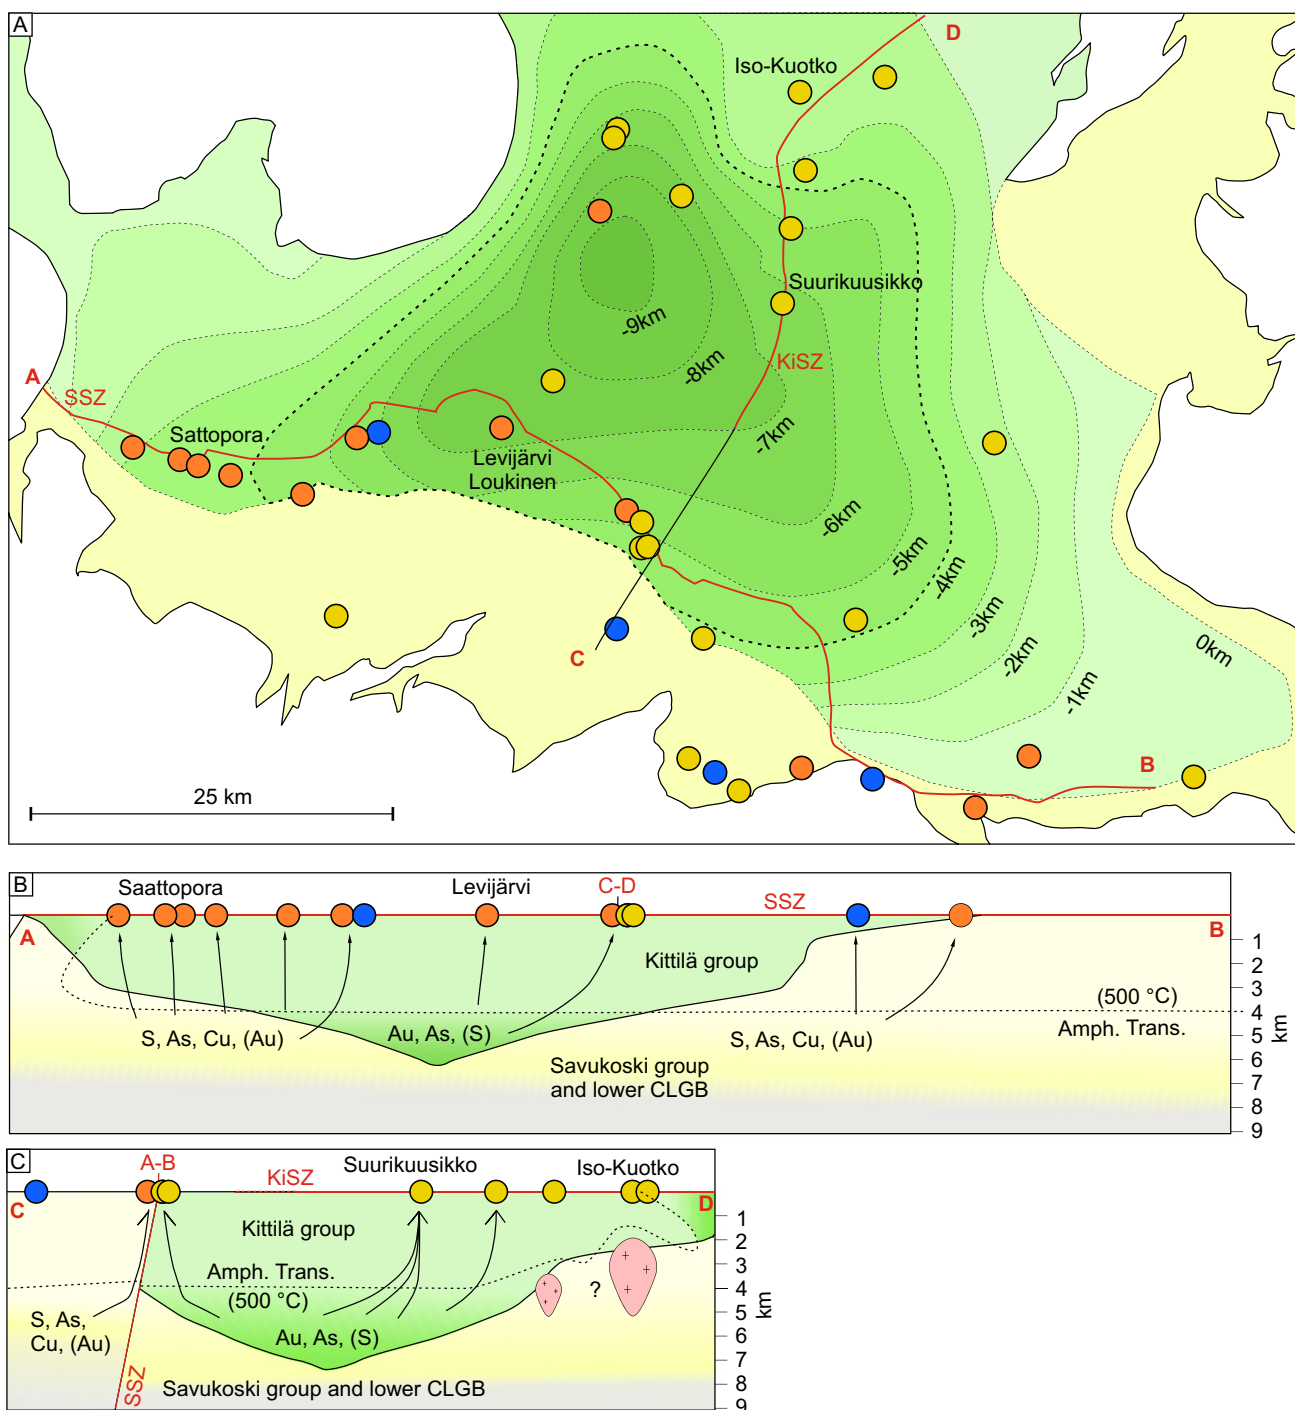 A
D
Iso-Kuotko
Suurikuusikko
-9km
-8km
KiSZ
A
SSZ
Sattopora
Levijärvi
Loukinen
-7km
-6km
-5km
-4km
-3km
-2km
-1km
0km
C
B
25 km
B
Saattopora
Levijärvi
C-D
SSZ
A
B
Kittilä group
1
2
3
4
5
6
7
8
9
km
(500 °C)
Amph. Trans.
S, As, Cu, (Au)
Au, As, (S)
S, As, Cu, (Au)
Savukoski group
and lower CLGB
C
A-B
KiSZ
Suurikuusikko
Iso-Kuotko
C
D
Kittilä group
1
2
3
4
5
6
7
8
9
km
Amph. Trans.
(500 °C)
?
S, As,
Cu, (Au)
Au, As, (S)
SSZ
Savukoski group and lower CLGB